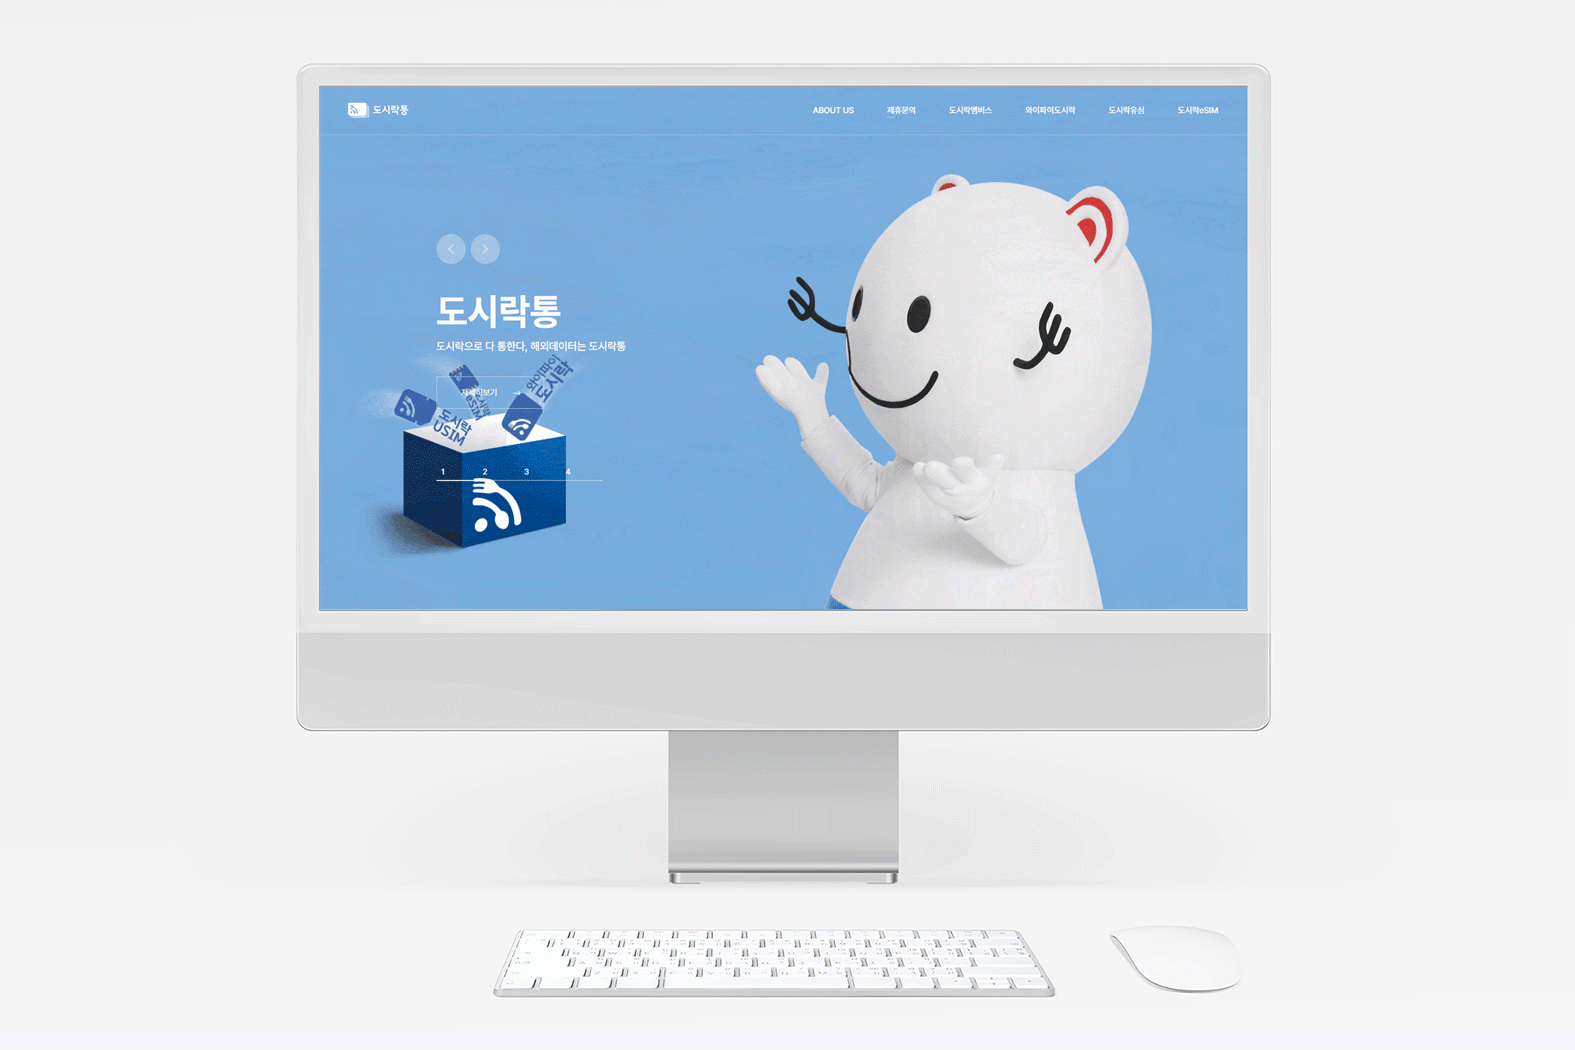 도시락통
ABOUT US
제휴문의
도시락멤버스
와이파이도시락
도시락유심
도시락eSIM
도시락통
도시락으로 다 통한다, 해외데이터는 도시락통
자세히보기
도시락
USIM
도시락
eSIM
와이파이
도시락
1 2 3 4